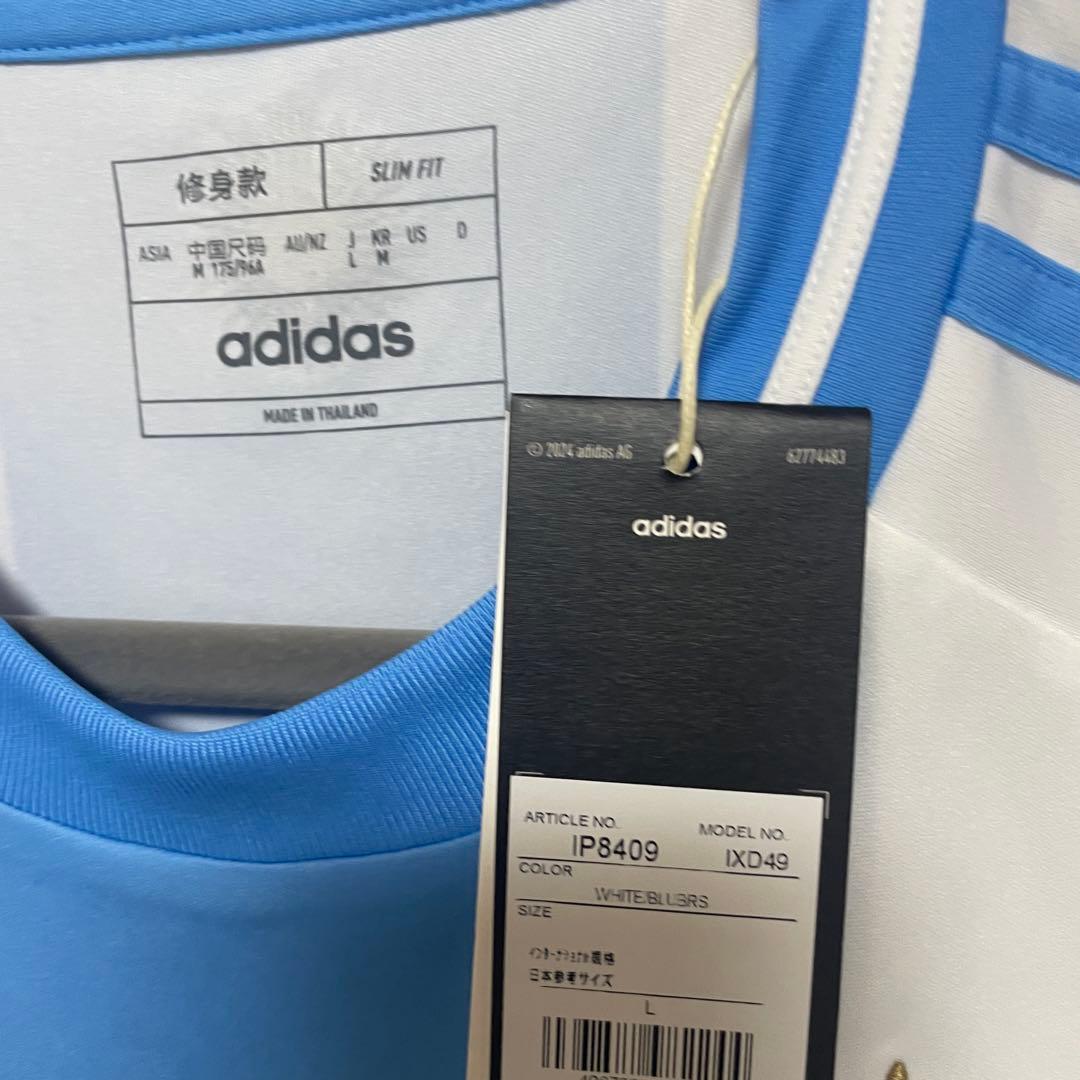 修身款 SLIM FIT
ASIA 中国尺码 AU/NZ J KR US D
M 175/96A L M
adidas
MADE IN THAILAND
© 2024 adidas AG 62774483
adidas
ARTICLE NO. MODEL NO.
IP8409 IXD49
COLOR
WHITE/BLUBRS
SIZE
インターナショナル規格
日本参考サイズ
L